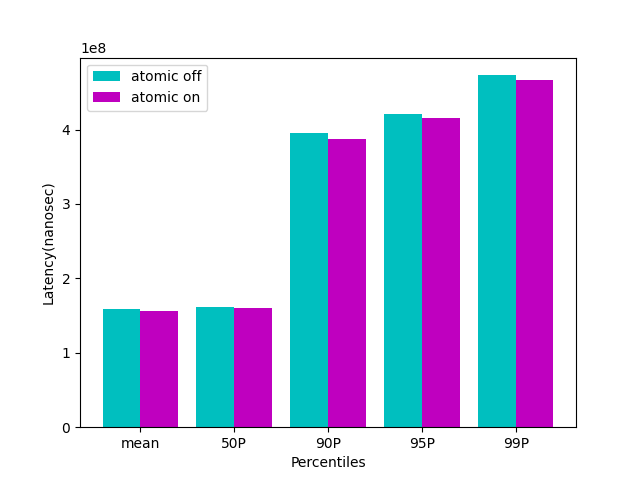 1e8
atomic off
atomic on
4
3
2
1
0
Latency(nanosec)
mean 50P 90P 95P 99P
Percentiles